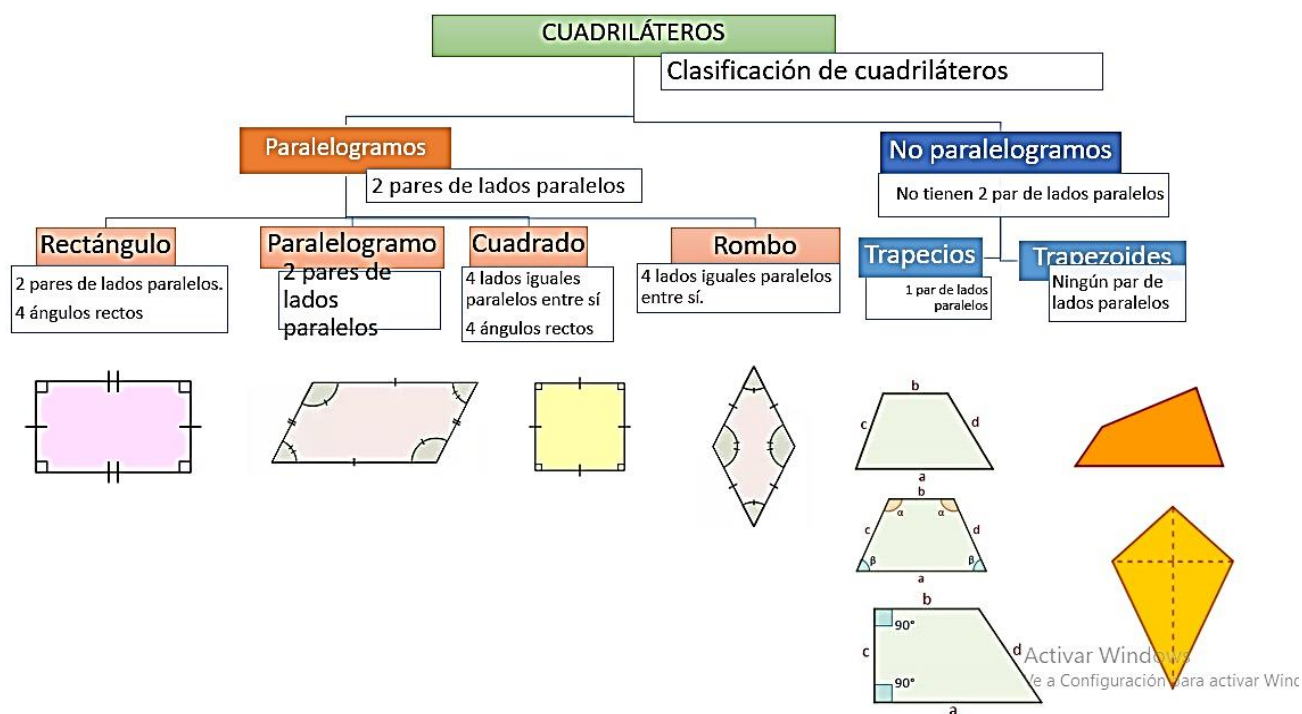 CUADRILÁTEROS
Clasificación de cuadriláteros
Paralelogramos
2 pares de lados paralelos
No paralelogramos
No tienen 2 par de lados paralelos
Rectángulo
2 pares de lados paralelos.
4 ángulos rectos
Paralelogramo
2 pares de
lados
paralelos
Cuadrado
4 lados iguales
paralelos entre sí
4 ángulos rectos
Rombo
4 lados iguales paralelos
entre sí.
Trapecios
1 par de lados
paralelos
Trapezoides
Ningún par de
lados paralelos
b
c
d
a
b
α
α
c
d
β
β
a
b
90°
c
d
90°
a
Activar Windows
Ve a Configuración para activar Wind